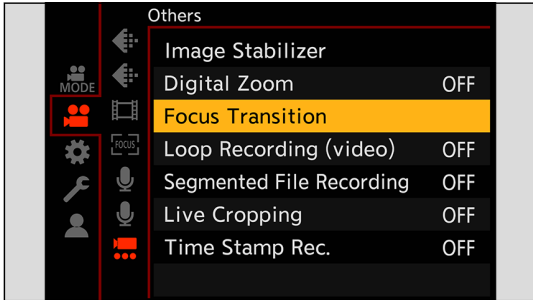 Others
MODE
FOCUS
Image Stabilizer
Digital Zoom OFF
Focus Transition
Loop Recording (video) OFF
Segmented File Recording OFF
Live Cropping OFF
Time Stamp Rec. OFF